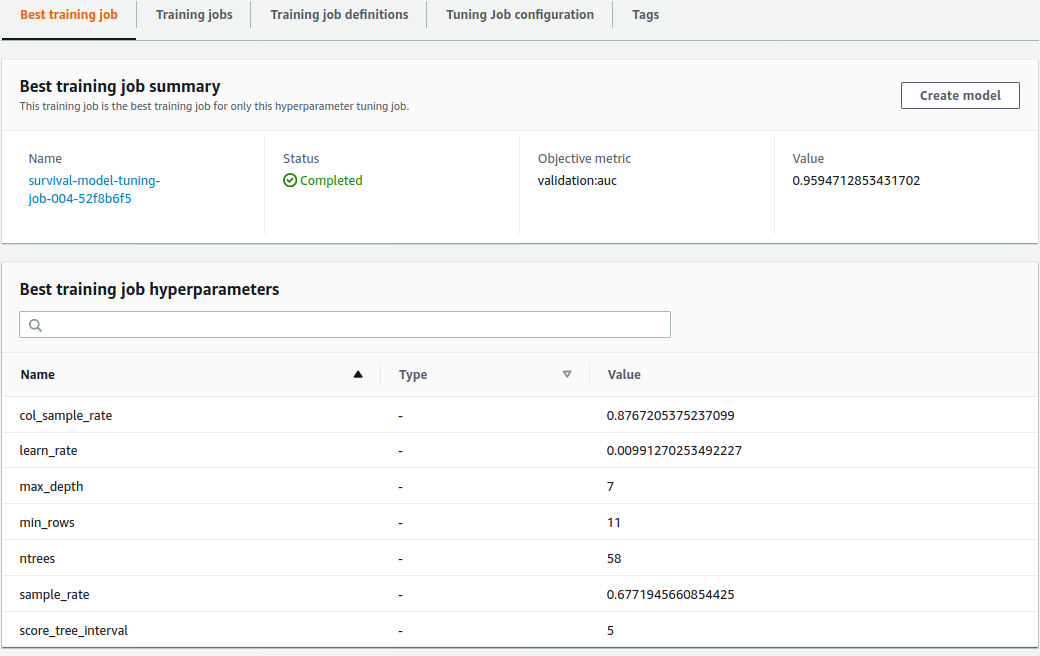 Best training job Training jobs Training job definitions Tuning Job configuration Tags
Best training job summary
This training job is the best training job for only this hyperparameter tuning job.
Create model
Name Status Objective metric Value
survival-model-tuning- Completed validation:auc 0.9594712853431702
job-004-52f8b6f5
Best training job hyperparameters
Name Type Value
col_sample_rate - 0.8767205375237099
learn_rate - 0.00991270253492227
max_depth - 7
min_rows - 11
ntrees - 58
sample_rate - 0.6771945660854425
score_tree_interval - 5